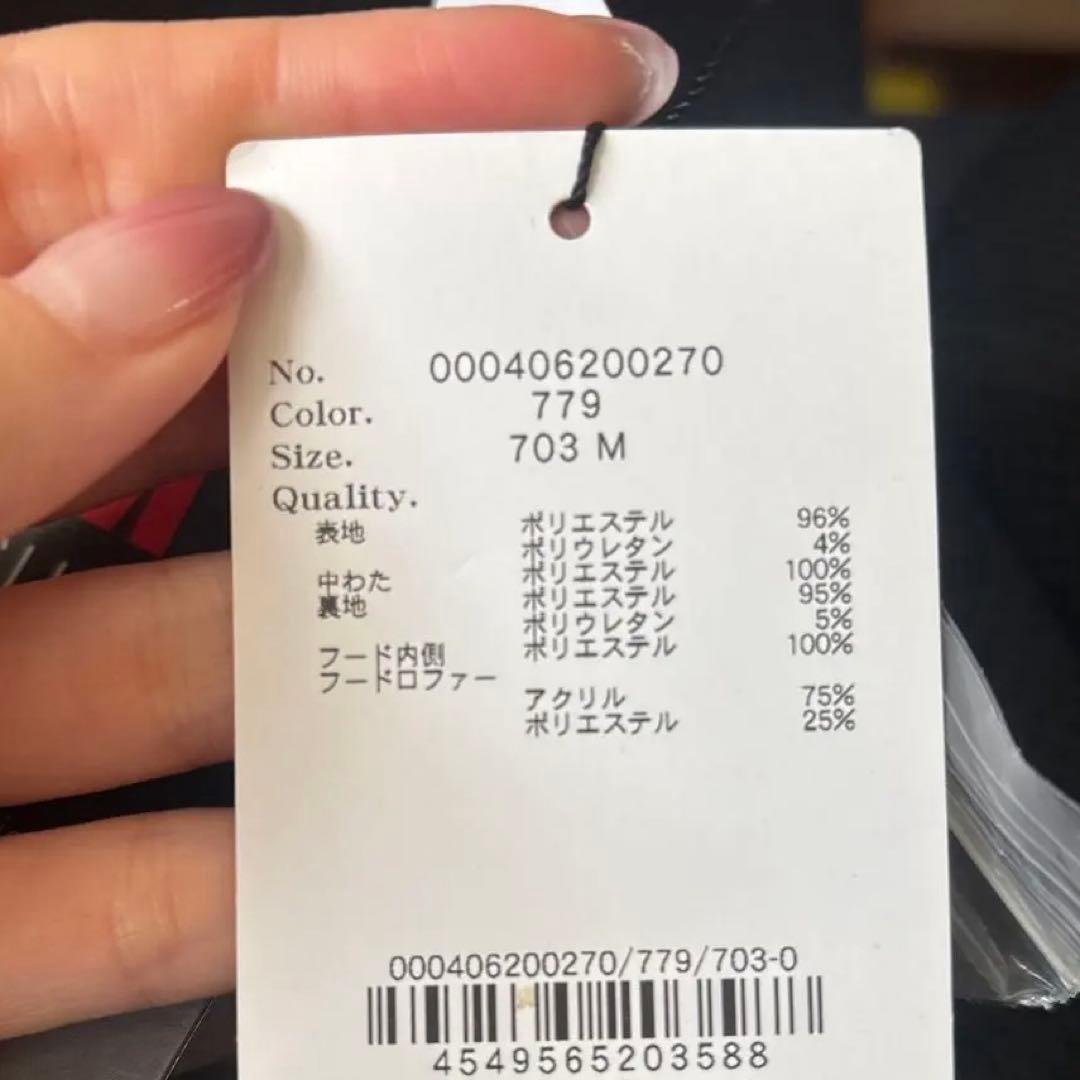 No. 000406200270
Color. 779
Size. 703 M
Quality.
表地 ポリエステル 96%
ポリウレタン 4%
中わた ポリエステル 100%
裏地 ポリエステル 95%
ポリウレタン 5%
フード内側 ポリエステル 100%
フード口ファー
アクリル 75%
ポリエステル 25%
000406200270/779/703-0
4549565203588